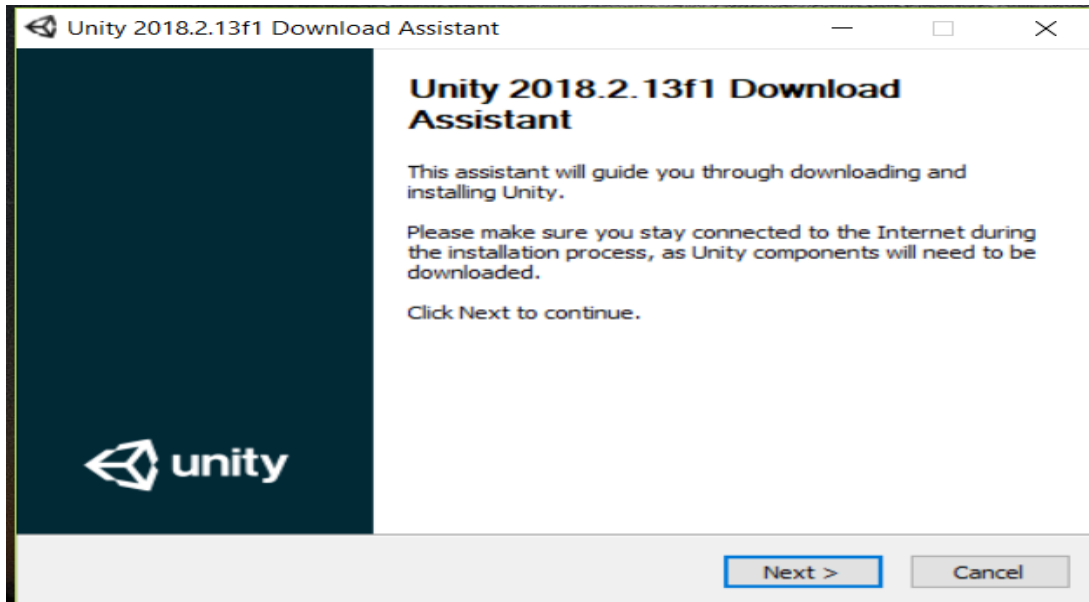 Unity 2018.2.13f1 Download Assistant
Unity 2018.2.13f1 Download
Assistant
This assistant will guide you through downloading and
installing Unity.
Please make sure you stay connected to the Internet during
the installation process, as Unity components will need to be
downloaded.
Click Next to continue.
unity
Next >
Cancel